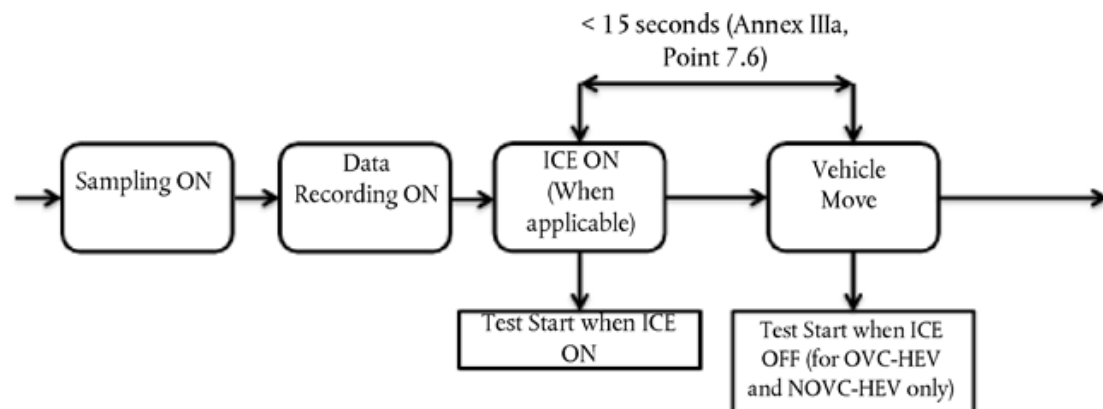 < 15 seconds (Annex IIIa,
Point 7.6)
Sampling ON
Data
Recording ON
ICE ON
(When
applicable)
Vehicle
Move
Test Start when ICE
ON
Test Start when ICE
OFF (for OVC-HEV
and NOVC-HEV only)